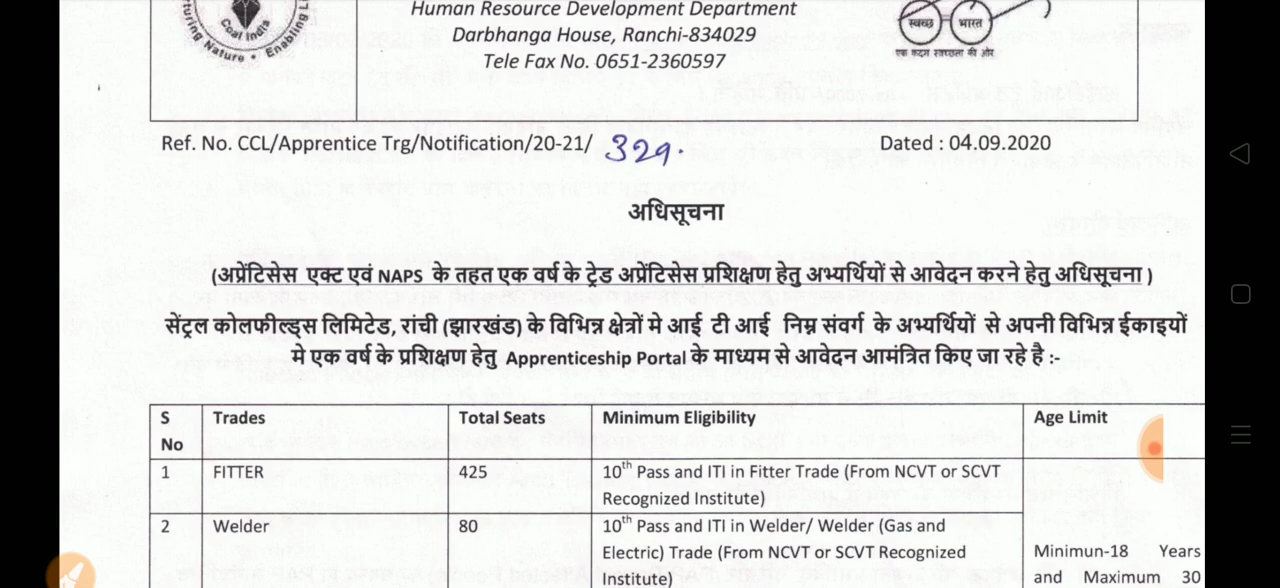 Coal India
rturing Nature • Enabling Li
Human Resource Development Department
Darbhanga House, Ranchi-834029
Tele Fax No. 0651-2360597
स्वच्छ भारत
एक कदम स्वच्छता की ओर
Ref. No. CCL/Apprentice Trg/Notification/20-21/ 329. Dated : 04.09.2020
अधिसूचना
(अप्रेंटिसेस एक्ट एवं NAPS के तहत एक वर्ष के ट्रेड अप्रेंटिसेस प्रशिक्षण हेतु अभ्यर्थियों से आवेदन करने हेतु अधिसूचना )
सेंट्रल कोलफील्ड्स लिमिटेड, रांची (झारखंड) के विभिन्न क्षेत्रों मे आई टी आई निम्न संवर्ग के अभ्यर्थियों से अपनी विभिन्न ईकाइयों
मे एक वर्ष के प्रशिक्षण हेतु Apprenticeship Portal के माध्यम से आवेदन आमंत्रित किए जा रहे है :-
S No Trades Total Seats Minimum Eligibility Age Limit
1 FITTER 425 10th Pass and ITI in Fitter Trade (From NCVT or SCVT
Recognized Institute)
2 Welder 80 10th Pass and ITI in Welder/ Welder (Gas and
Electric) Trade (From NCVT or SCVT Recognized
Institute)
Minimun-18 Years
and Maximum 30